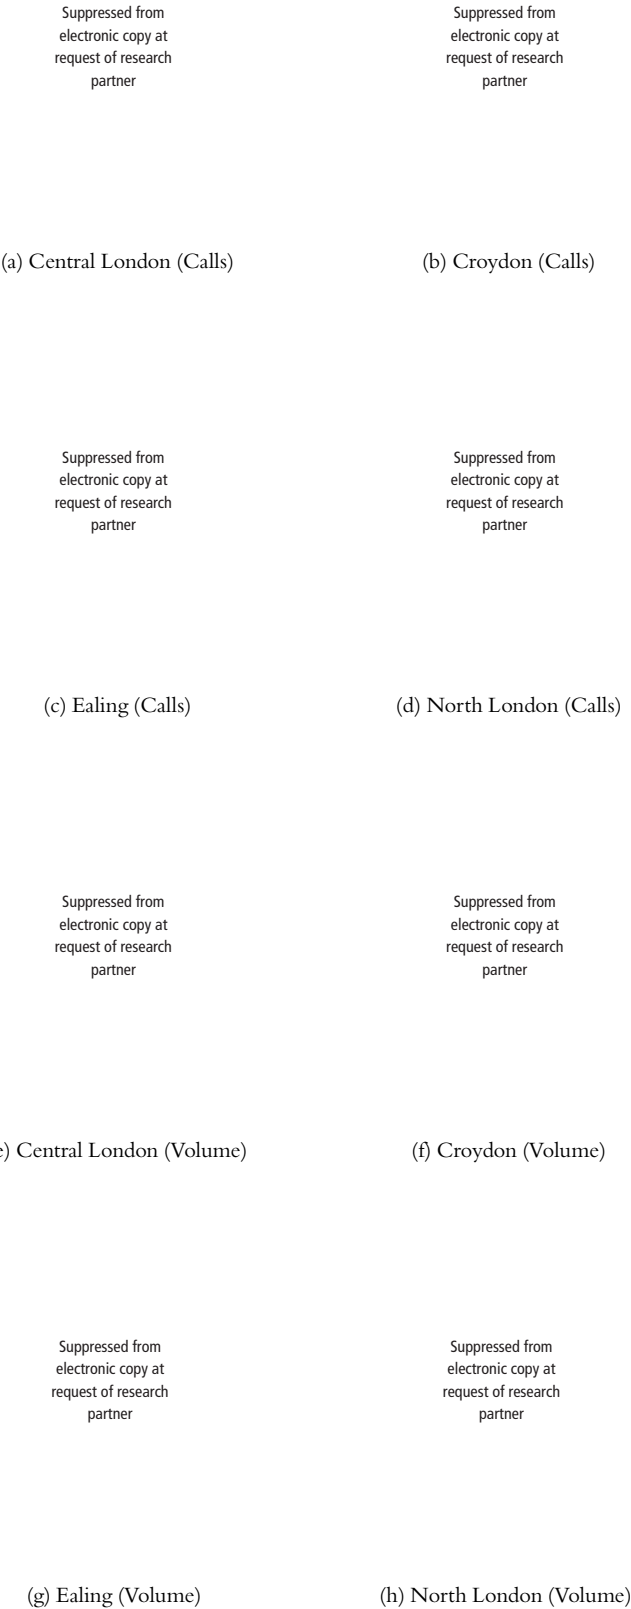 Suppressed from
electronic copy at
request of research
partner
Suppressed from
electronic copy at
request of research
partner
(a) Central London (Calls)
(b) Croydon (Calls)
Suppressed from
electronic copy at
request of research
partner
Suppressed from
electronic copy at
request of research
partner
(c) Ealing (Calls)
(d) North London (Calls)
Suppressed from
electronic copy at
request of research
partner
Suppressed from
electronic copy at
request of research
partner
e) Central London (Volume)
(f) Croydon (Volume)
Suppressed from
electronic copy at
request of research
partner
Suppressed from
electronic copy at
request of research
partner
(g) Ealing (Volume)
(h) North London (Volume)